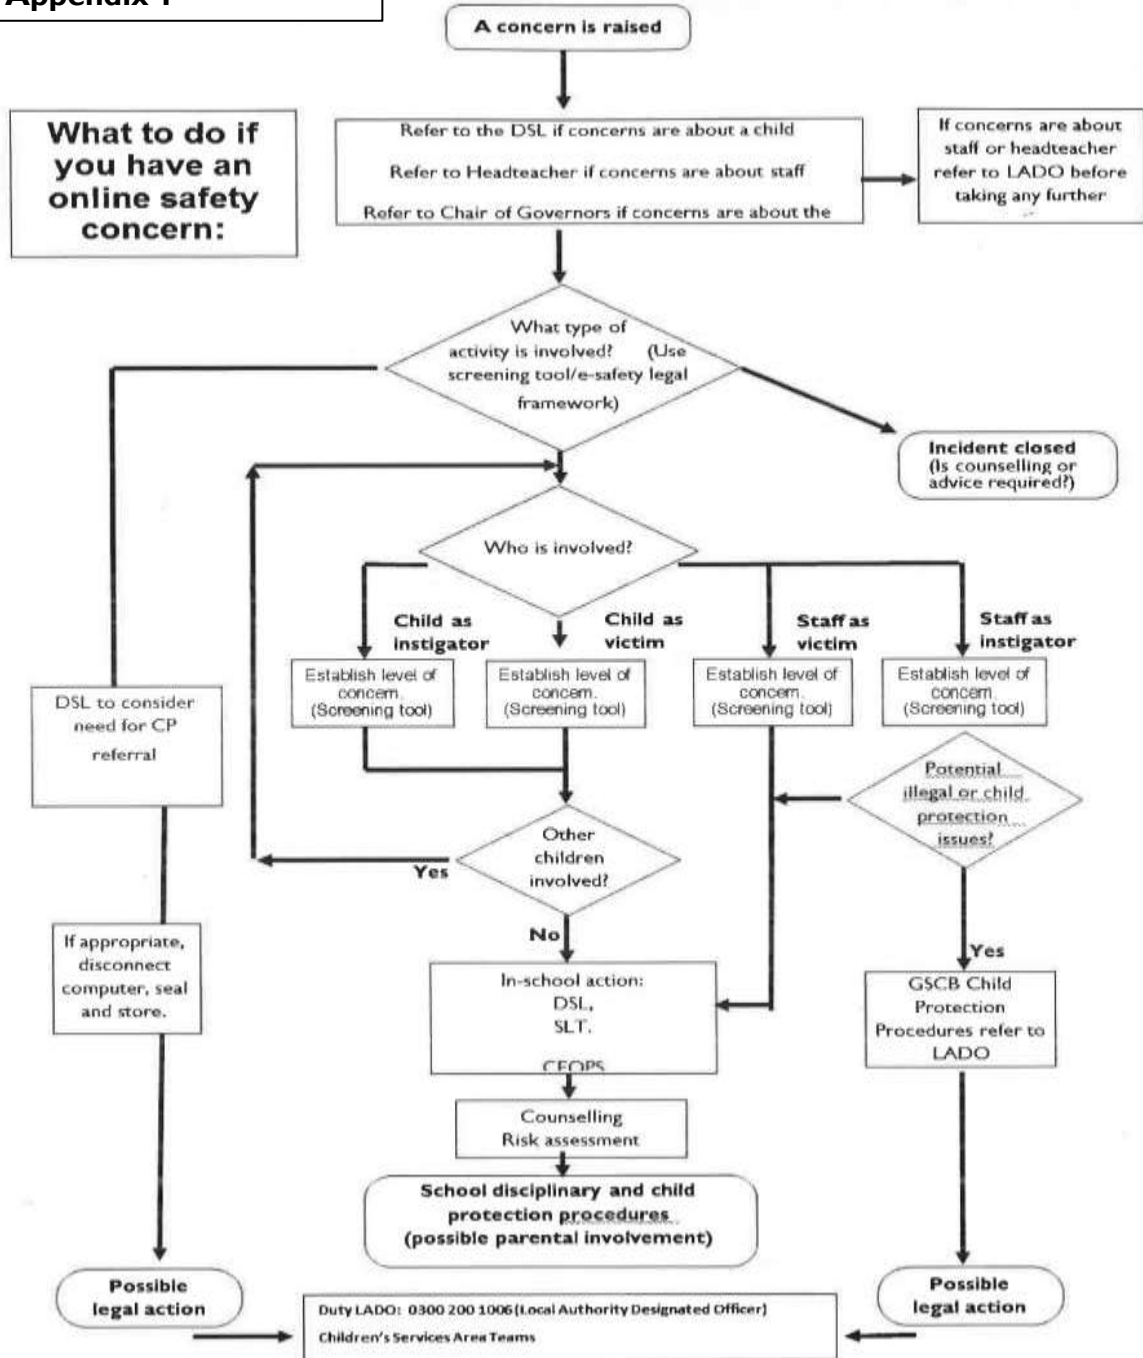 Appendix
A concern is raised
What to do if
you have an
online safety
concern:
Refer to the DSL if concerns are about a child
Refer to Headteacher if concerns are about staff
Refer to Chair of Governors if concerns are about the
If concerns are about
staff or headteacher
refer to LADO before
taking any further
What type of
activity is involved? (Use
screening tool/e-safety legal
framework)
Incident closed
(Is counselling or
advice required?)
Who is involved?
Child as
instigator
Child as
victim
Staff as
victim
Staff as
instigator
Establish level of
concern.
(Screening tool)
Establish level of
concern.
(Screening tool)
Establish level of
concern.
(Screening tool)
Establish level of
concern.
(Screening tool)
DSL to consider
need for CP
referral
Potential
illegal or child
protection
issues?
Other
children
involved?
Yes
No
If appropriate,
disconnect
computer, seal
and store.
In-school action:
DSL,
SLT.
CEOPS
Yes
GSCB Child
Protection
Procedures refer to
LADO
Counselling
Risk assessment
School disciplinary and child
protection procedures
(possible parental involvement)
Possible
legal action
Possible
legal action
Duty LADO: 0300 200 1006 (Local Authority Designated Officer)
Children's Services Area Teams